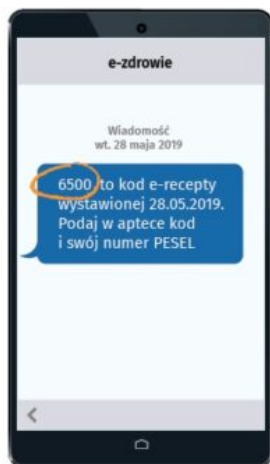 e-zdrowie
Wiadomość
wt. 28 maja 2019
6500 to kod e-recepty
wystawionej 28.05.2019.
Podaj w aptece kod
i swój numer PESEL